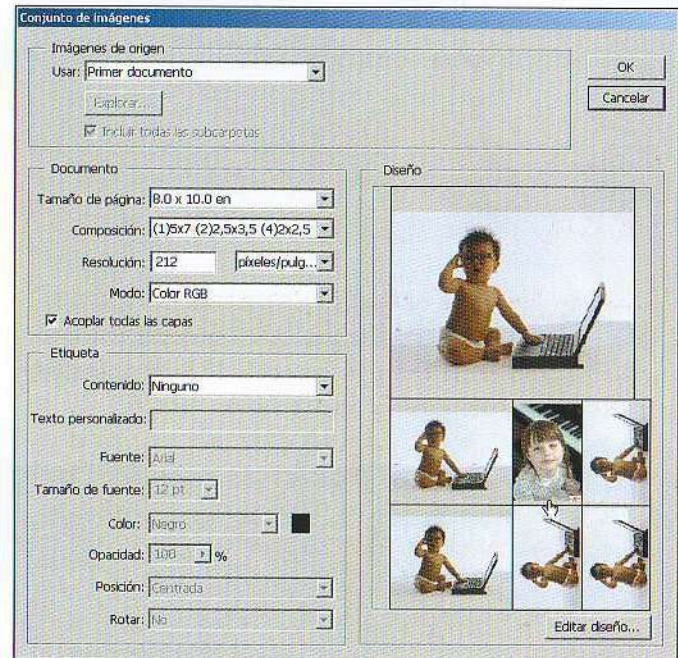 Conjunto de imágenes
Imágenes de origen
Usar: Primer documento
Explorar...
Incluir todas las subcarpetas
OK
Cancelar
Documento
Tamaño de página: 8.0 x 10.0 en
Composición: (1)5x7 (2)2,5x3,5 (4)2x2,5
Resolución: 212 píxeles/pulg...
Modo: Color RGB
Acoplar todas las capas
Etiqueta
Contenido: Ninguno
Texto personalizado:
Fuente: Arial
Tamaño de fuente: 12 pt
Color: Negro
Opacidad: 100 %
Posición: Centrada
Rotar: No
Diseño
Editar diseño...